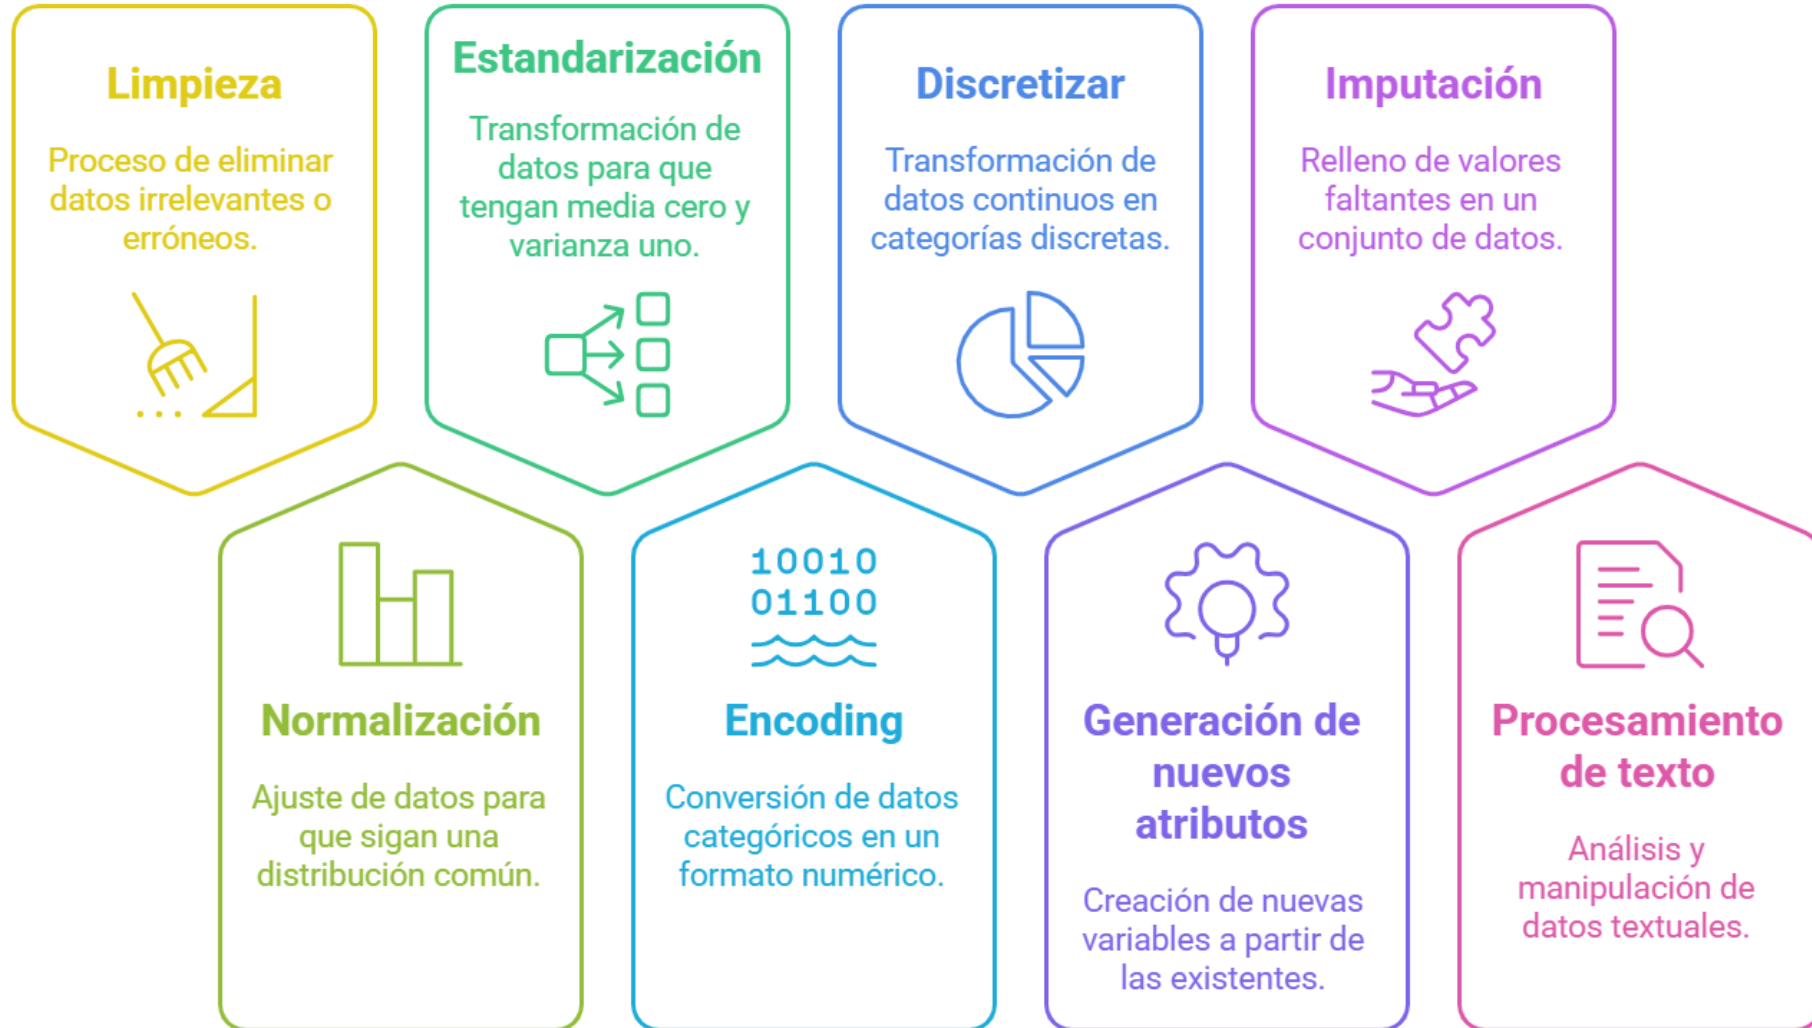 Limpieza
Proceso de eliminar
datos irrelevantes o
erróneos.
Estandarización
Transformación de
datos para que
tengan media cero y
varianza uno.
Discretizar
Transformación de
datos continuos en
categorías discretas.
Imputación
Relleno de valores
faltantes en un
conjunto de datos.
Normalización
Ajuste de datos para
que sigan una
distribución común.
10010
01100
Encoding
Conversión de datos
categóricos en un
formato numérico.
Generación de
nuevos
atributos
Creación de nuevas
variables a partir de
las existentes.
Procesamiento
de texto
Análisis y
manipulación de
datos textuales.